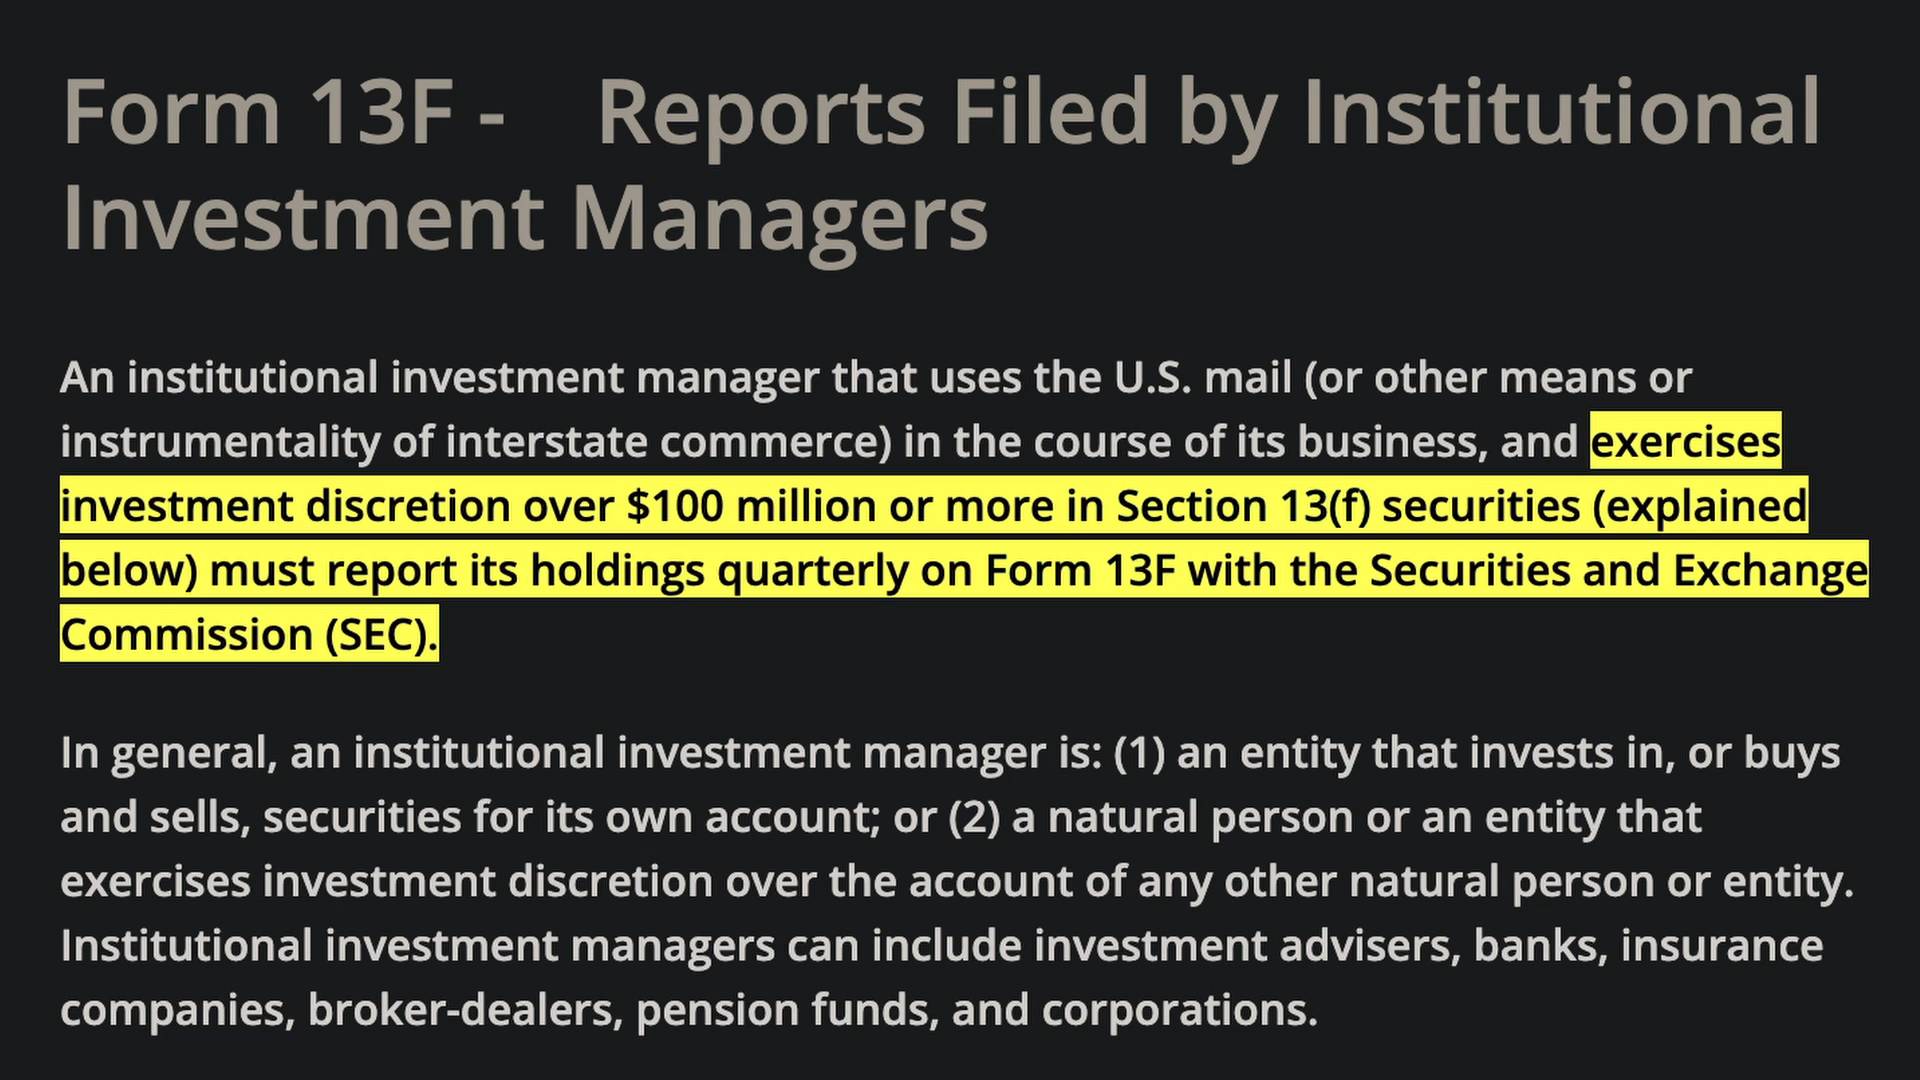 Form 13F -    Reports Filed by Institutional
Investment Managers
An institutional investment manager that uses the U.S. mail (or other means or
instrumentality of interstate commerce) in the course of its business, and exercises
investment discretion over $100 million or more in Section 13(f) securities (explained
below) must report its holdings quarterly on Form 13F with the Securities and Exchange
Commission (SEC).
In general, an institutional investment manager is: (1) an entity that invests in, or buys
and sells, securities for its own account; or (2) a natural person or an entity that
exercises investment discretion over the account of any other natural person or entity.
Institutional investment managers can include investment advisers, banks, insurance
companies, broker-dealers, pension funds, and corporations.